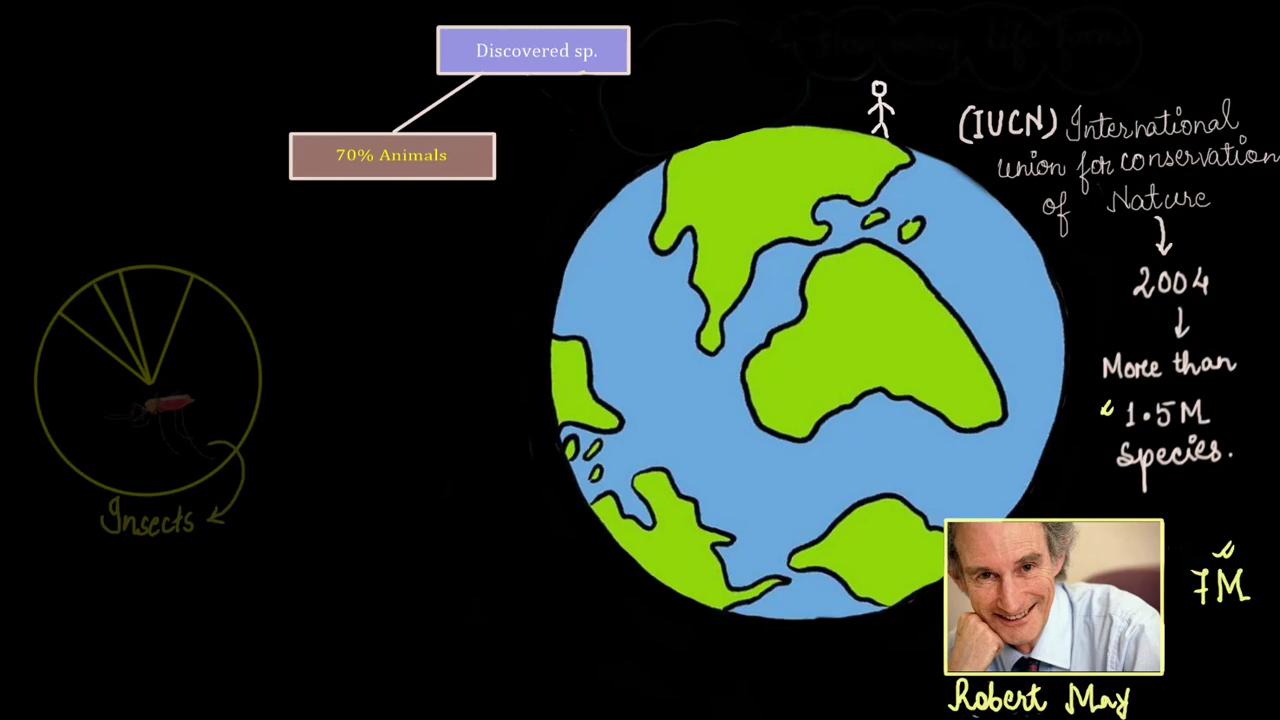 Discovered sp.
70% Animals
(IUCN) International
union for conservation
of Nature
2004
More than
1.5M
species.
Insects
7M
Robert May